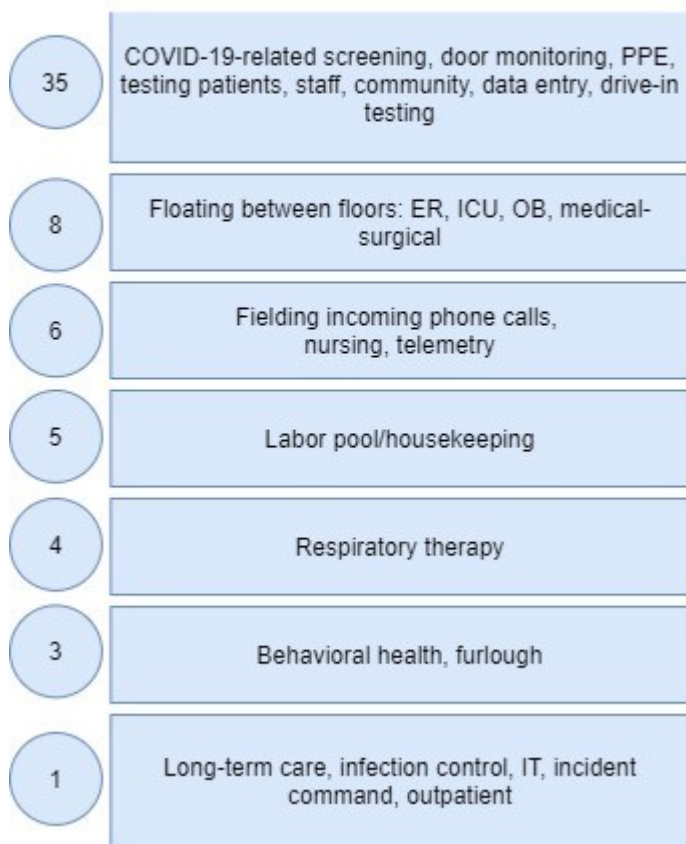 35
COVID-19-related screening, door monitoring, PPE,
testing patients, staff, community, data entry, drive-in
testing
8
Floating between floors: ER, ICU, OB, medical-
surgical
6
Fielding incoming phone calls,
nursing, telemetry
5
Labor pool/housekeeping
4
Respiratory therapy
3
Behavioral health, furlough
1
Long-term care, infection control, IT, incident
command, outpatient